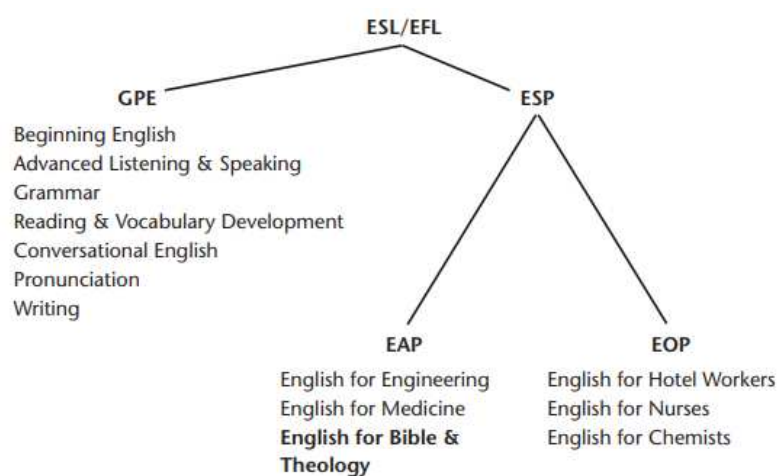 ESL/EFL
GPE
ESP
Beginning English
Advanced Listening & Speaking
Grammar
Reading & Vocabulary Development
Conversational English
Pronunciation
Writing
EAP
EOP
English for Engineering
English for Medicine
English for Bible &
Theology
English for Hotel Workers
English for Nurses
English for Chemists